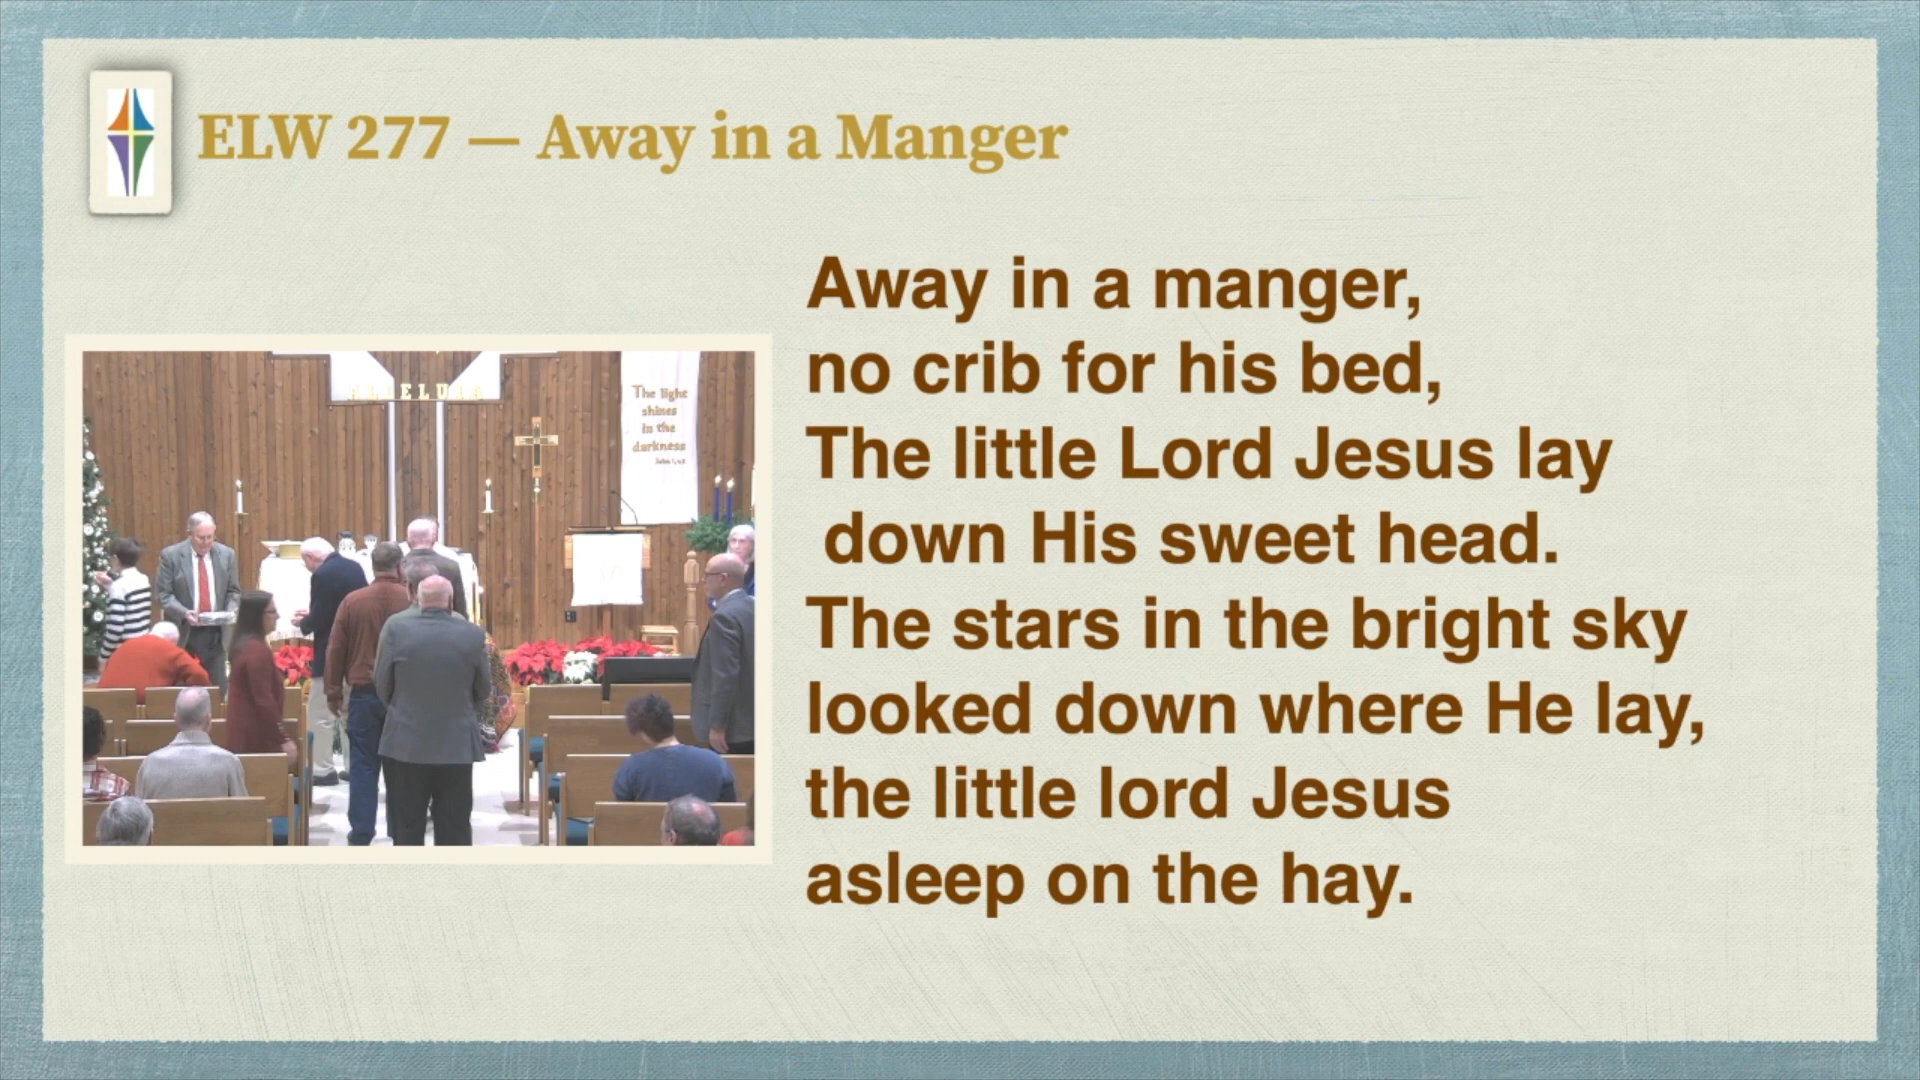 ELW 277 — Away in a Manger
Away in a manger,
no crib for his bed,
The little Lord Jesus lay
down His sweet head.
The stars in the bright sky
looked down where He lay,
the little lord Jesus
asleep on the hay.
ALLELUIA
The light
shines
in the
darkness